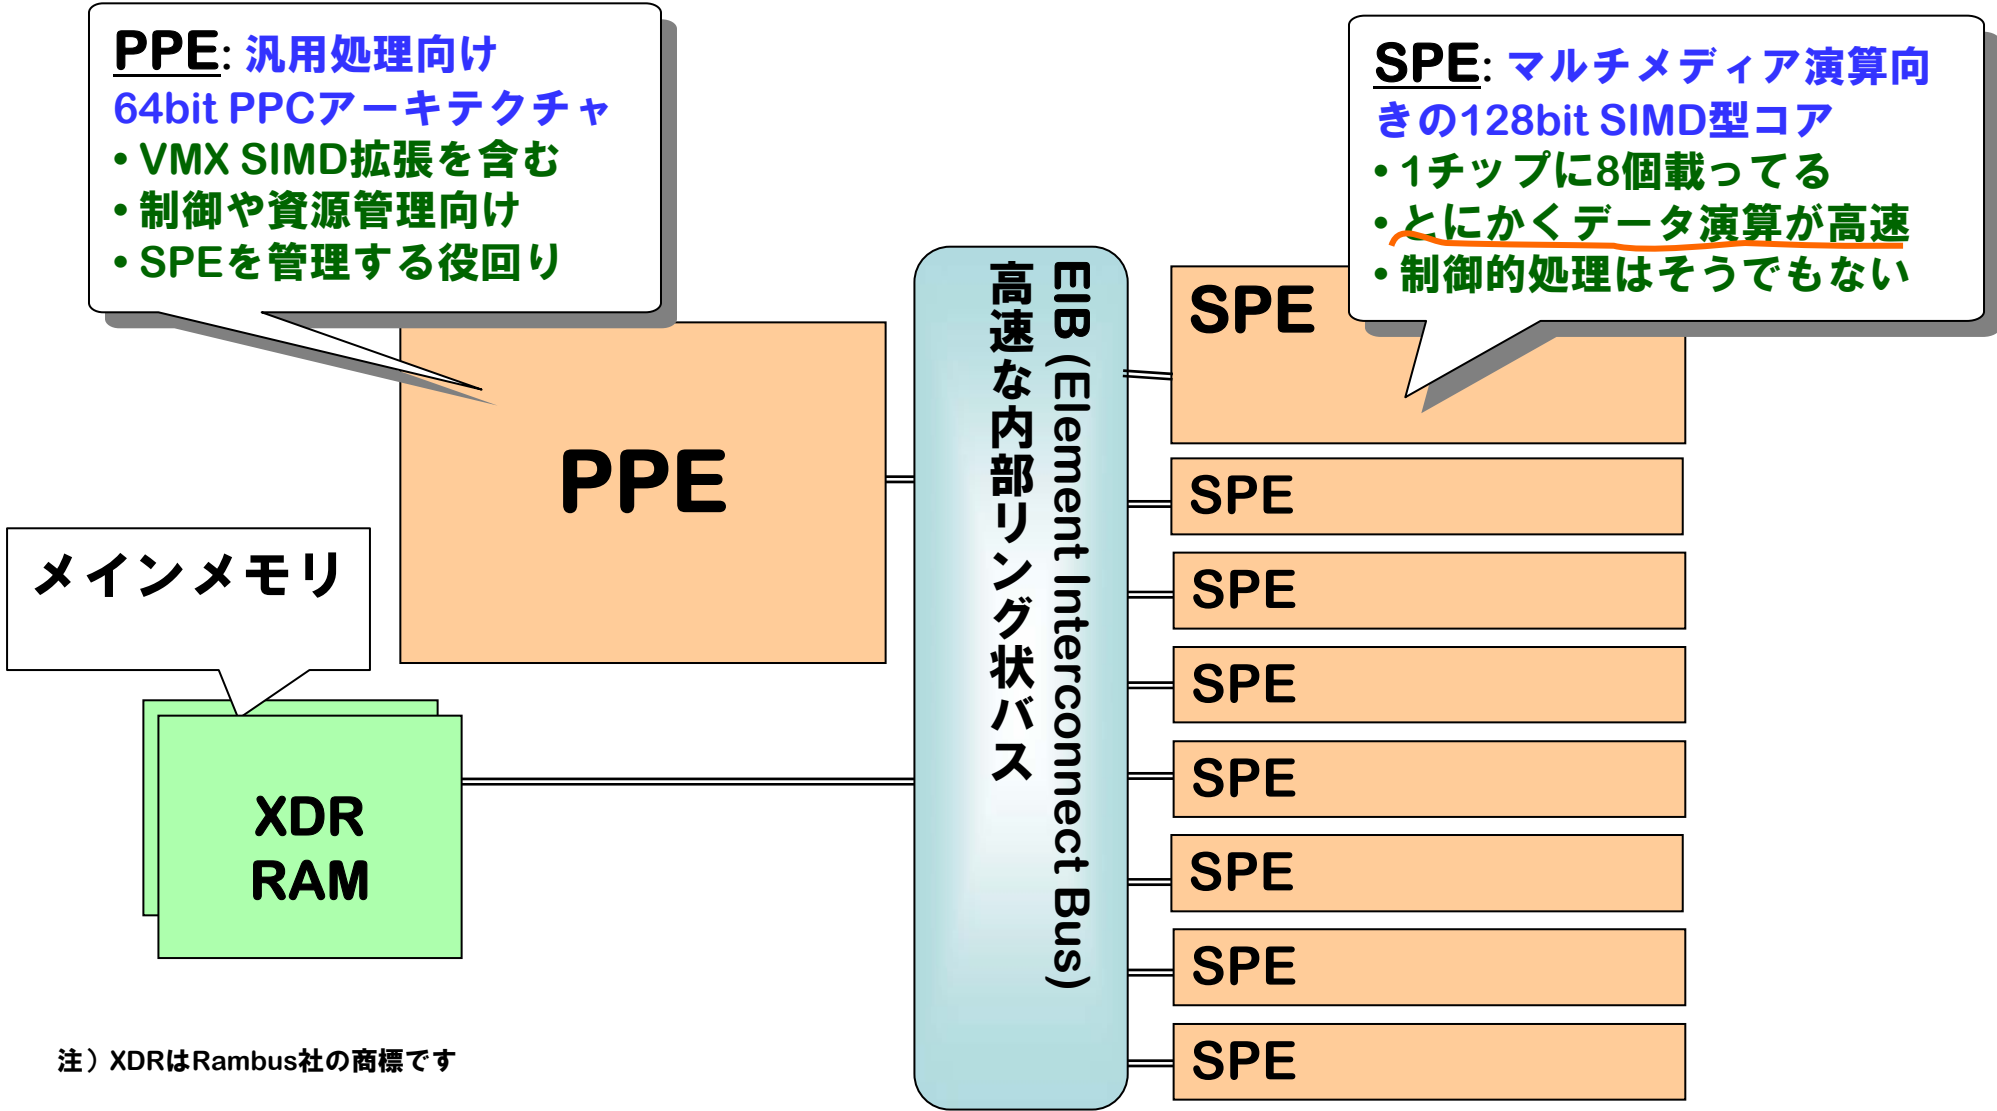 PPE: 汎用処理向け
64bit PPCアーキテクチャ
• VMX SIMD拡張を含む
• 制御や資源管理向け
• SPEを管理する役回り
SPE: マルチメディア演算向
きの128bit SIMD型コア
• 1チップに8個載ってる
• とにかくデータ演算が高速
• 制御的処理はそうでもない
PPE
メインメモリ
XDR
RAM
EIB (Element Interconnect Bus)
高速な内部リング状バス
SPE
SPE
SPE
SPE
SPE
SPE
SPE
SPE
注）XDRはRambus社の商標です